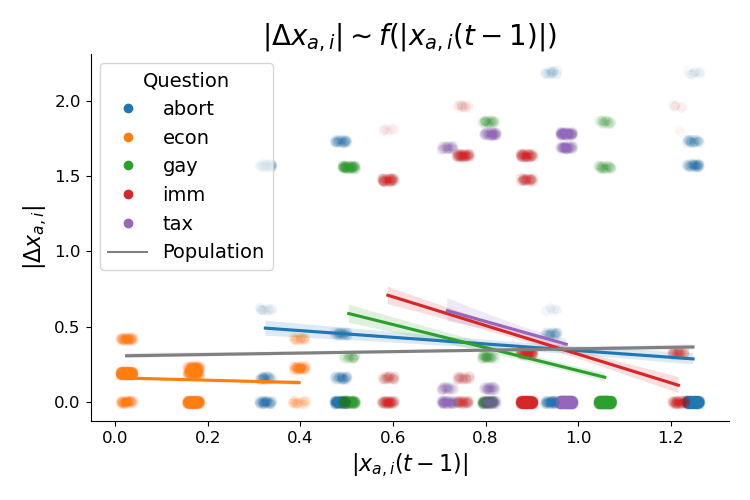 |Δx_{a,i}| ~ f(|x_{a,i}(t − 1)|)
|Δx_{a,i}|
2.0
1.5
1.0
0.5
0.0
Question
abort
econ
gay
imm
tax
Population
0.0 0.2 0.4 0.6 0.8 1.0 1.2
|x_{a,i}(t − 1)|